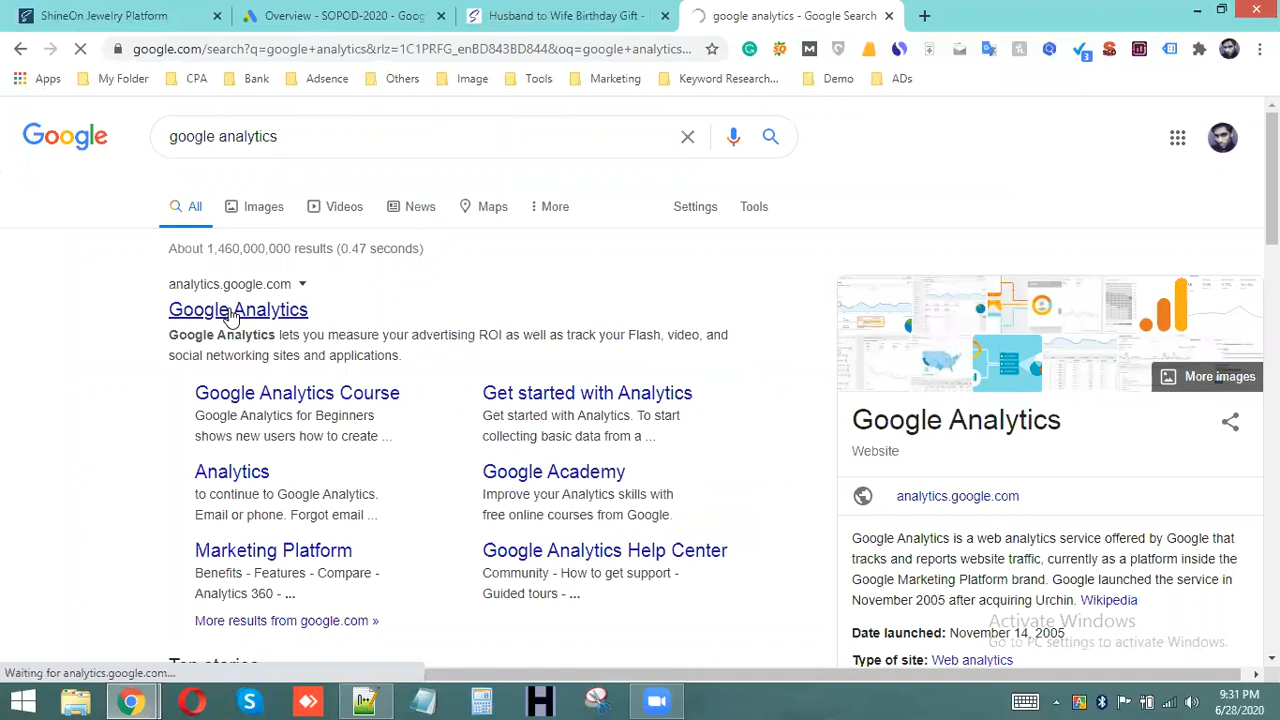 ShineOn Jewelry Platform
Overview - SOPOD-2020 - Goog
Husband to Wife Birthday Gift -
google analytics - Google Search
google.com/search?q=google+analytics&rlz=1C1PRFG_enBD843BD844&oq=google+analytics...
3
Apps
My Folder
CPA
Bank
Adsence
Others
Image
Tools
Marketing
Keyword Research...
Demo
ADs
Google
google analytics
All
Images
Videos
News
Maps
More
Settings
Tools
About 1,460,000,000 results (0.47 seconds)
analytics.google.com
Google Analytics
Google Analytics lets you measure your advertising ROI as well as track your Flash, video, and
social networking sites and applications.
Google Analytics Course
Google Analytics for Beginners
shows new users how to create ...
Get started with Analytics
Get started with Analytics. To start
collecting basic data from a ...
Analytics
to continue to Google Analytics.
Email or phone. Forgot email ...
Google Academy
Improve your Analytics skills with
free online courses from Google.
Marketing Platform
Benefits - Features - Compare -
Analytics 360 - ...
Google Analytics Help Center
Community - How to get support -
Guided tours - ...
More results from google.com »
Top stories
More images
Google Analytics
Website
analytics.google.com
Google Analytics is a web analytics service offered by Google that
tracks and reports website traffic, currently as a platform inside the
Google Marketing Platform brand. Google launched the service in
November 2005 after acquiring Urchin. Wikipedia
Date launched: November 14, 2005
Type of site: Web analytics
Activate Windows
Go to PC settings to activate Windows.
Waiting for analytics.google.com...
9:31 PM
6/28/2020